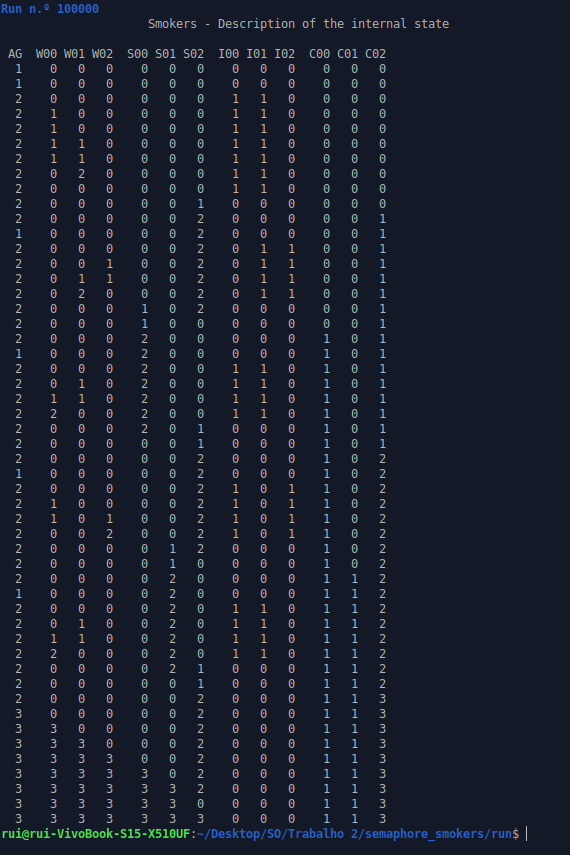 Run n.º 100000
Smokers - Description of the internal state
AG W00 W01 W02 S00 S01 S02 I00 I01 I02 C00 C01 C02
1 0 0 0 0 0 0 0 0 0 0 0 0
1 0 0 0 0 0 0 0 0 0 0 0 0
2 0 0 0 0 0 0 1 1 0 0 0 0
2 1 0 0 0 0 0 1 1 0 0 0 0
2 1 0 0 0 0 0 1 1 0 0 0 0
2 1 1 0 0 0 0 1 1 0 0 0 0
2 1 1 0 0 0 0 1 1 0 0 0 0
2 0 2 0 0 0 0 1 1 0 0 0 0
2 0 0 0 0 0 0 1 1 0 0 0 0
2 0 0 0 0 0 1 0 0 0 0 0 0
2 0 0 0 0 0 2 0 0 0 0 0 1
1 0 0 0 0 0 2 0 0 0 0 0 1
2 0 0 0 0 0 2 0 1 1 0 0 1
2 0 0 1 0 0 2 0 1 1 0 0 1
2 0 1 1 0 0 2 0 1 1 0 0 1
2 0 2 0 0 0 2 0 1 1 0 0 1
2 0 0 0 1 0 2 0 0 0 0 0 1
2 0 0 0 1 0 0 0 0 0 0 0 1
2 0 0 0 2 0 0 0 0 0 1 0 1
1 0 0 0 2 0 0 0 0 0 1 0 1
2 0 0 0 2 0 0 1 1 0 1 0 1
2 0 1 0 2 0 0 1 1 0 1 0 1
2 1 1 0 2 0 0 1 1 0 1 0 1
2 2 0 0 2 0 0 1 1 0 1 0 1
2 0 0 0 2 0 1 0 0 0 1 0 1
2 0 0 0 0 0 1 0 0 0 1 0 1
2 0 0 0 0 0 2 0 0 0 1 0 2
1 0 0 0 0 0 2 0 0 0 1 0 2
2 0 0 0 0 0 2 1 0 1 1 0 2
2 1 0 0 0 0 2 1 0 1 1 0 2
2 1 0 1 0 0 2 1 0 1 1 0 2
2 0 0 2 0 0 2 1 0 1 1 0 2
2 0 0 0 0 1 2 0 0 0 1 0 2
2 0 0 0 0 1 0 0 0 0 1 0 2
2 0 0 0 0 2 0 0 0 0 1 1 2
1 0 0 0 0 2 0 0 0 0 1 1 2
2 0 0 0 0 2 0 1 1 0 1 1 2
2 0 1 0 0 2 0 1 1 0 1 1 2
2 1 1 0 0 2 0 1 1 0 1 1 2
2 2 0 0 0 2 0 1 1 0 1 1 2
2 0 0 0 0 2 1 0 0 0 1 1 2
2 0 0 0 0 0 1 0 0 0 1 1 2
2 0 0 0 0 0 2 0 0 0 1 1 3
3 0 0 0 0 0 2 0 0 0 1 1 3
3 3 0 0 0 0 2 0 0 0 1 1 3
3 3 3 0 0 0 2 0 0 0 1 1 3
3 3 3 3 0 0 2 0 0 0 1 1 3
3 3 3 3 3 0 2 0 0 0 1 1 3
3 3 3 3 3 3 2 0 0 0 1 1 3
3 3 3 3 3 3 0 0 0 0 1 1 3
3 3 3 3 3 3 3 0 0 0 1 1 3
rui@rui-VivoBook-S15-X510UF:~/Desktop/SO/Trabalho 2/semaphore_smokers/run$